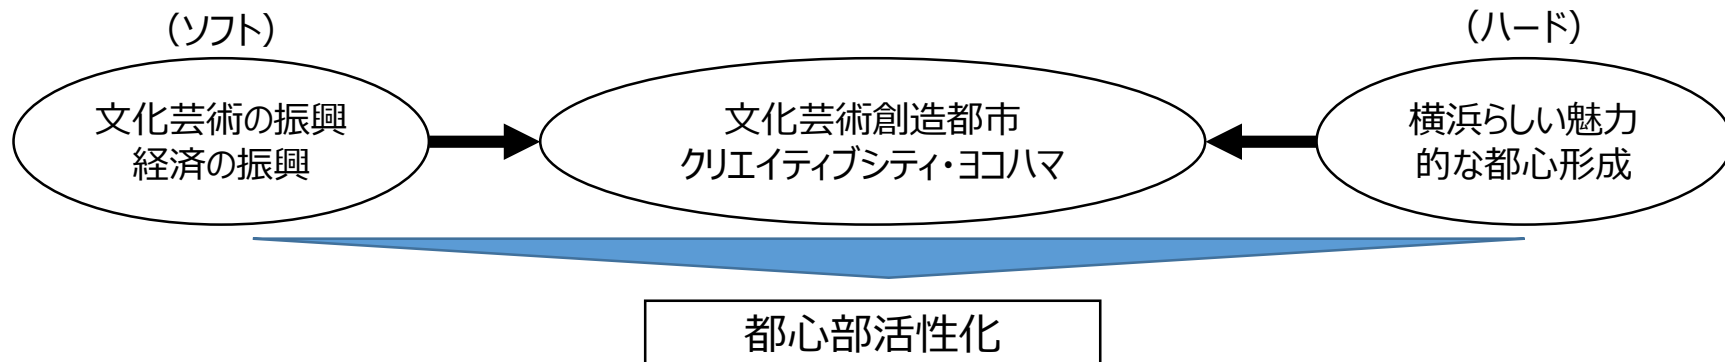 (ソフト)
(ハード)
文化芸術の振興
経済の振興
文化芸術創造都市
クリエイティブシティ・ヨコハマ
横浜らしい魅力
的な都心形成
都心部活性化